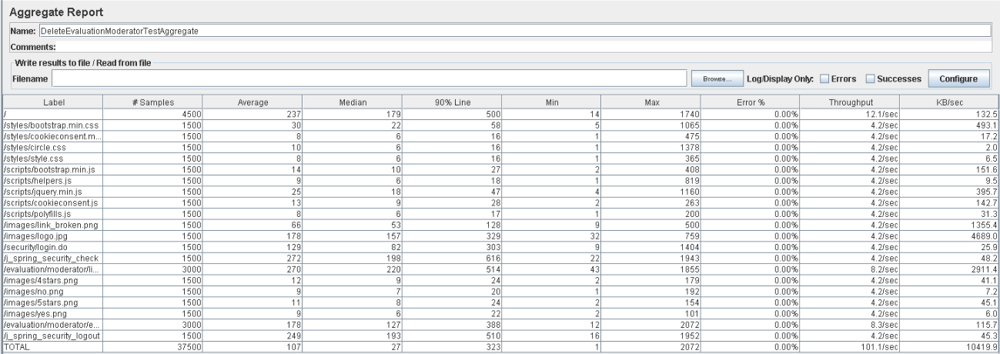 Aggregate Report
Name: DeleteEvaluationModeratorTestAggregate
Comments:
Write results to file / Read from file
Filename Browse... Log/Display Only: Errors Successes Configure
Label # Samples Average Median 90% Line Min Max Error % Throughput KB/sec
/ 4500 237 179 500 14 1740 0.00% 12.1/sec 132.5
/styles/bootstrap.min.css 1500 30 22 58 5 1065 0.00% 4.2/sec 493.1
/styles/cookieconsent.m... 1500 8 6 16 1 475 0.00% 4.2/sec 17.2
/styles/circle.css 1500 10 6 16 1 1378 0.00% 4.2/sec 2.0
/styles/style.css 1500 8 6 16 1 365 0.00% 4.2/sec 6.5
/scripts/bootstrap.min.js 1500 14 10 27 2 408 0.00% 4.2/sec 151.6
/scripts/helpers.js 1500 9 6 18 1 819 0.00% 4.2/sec 9.5
/scripts/jquery.min.js 1500 25 18 47 4 1160 0.00% 4.2/sec 395.7
/scripts/cookieconsent.js 1500 13 9 28 2 263 0.00% 4.2/sec 142.7
/scripts/polyfills.js 1500 8 6 17 1 200 0.00% 4.2/sec 31.3
/images/link_broken.png 1500 66 53 128 9 500 0.00% 4.2/sec 1355.4
/images/logo.jpg 1500 178 157 329 32 759 0.00% 4.2/sec 4689.0
/security/login.do 1500 129 82 303 9 1404 0.00% 4.2/sec 25.9
/j_spring_security_check 1500 272 198 616 22 1943 0.00% 4.2/sec 48.2
/evaluation/moderator/li... 3000 270 220 514 43 1855 0.00% 8.2/sec 2911.4
/images/4stars.png 1500 12 9 24 2 179 0.00% 4.2/sec 41.1
/images/no.png 1500 9 7 20 1 192 0.00% 4.2/sec 7.2
/images/5stars.png 1500 11 8 24 2 154 0.00% 4.2/sec 45.1
/images/yes.png 1500 9 6 22 2 101 0.00% 4.2/sec 6.0
/evaluation/moderator/e... 3000 178 127 388 12 2072 0.00% 8.3/sec 115.7
/j_spring_security_logout 1500 249 193 510 16 1952 0.00% 4.2/sec 45.3
TOTAL 37500 107 27 323 1 2072 0.00% 101.1/sec 10419.9